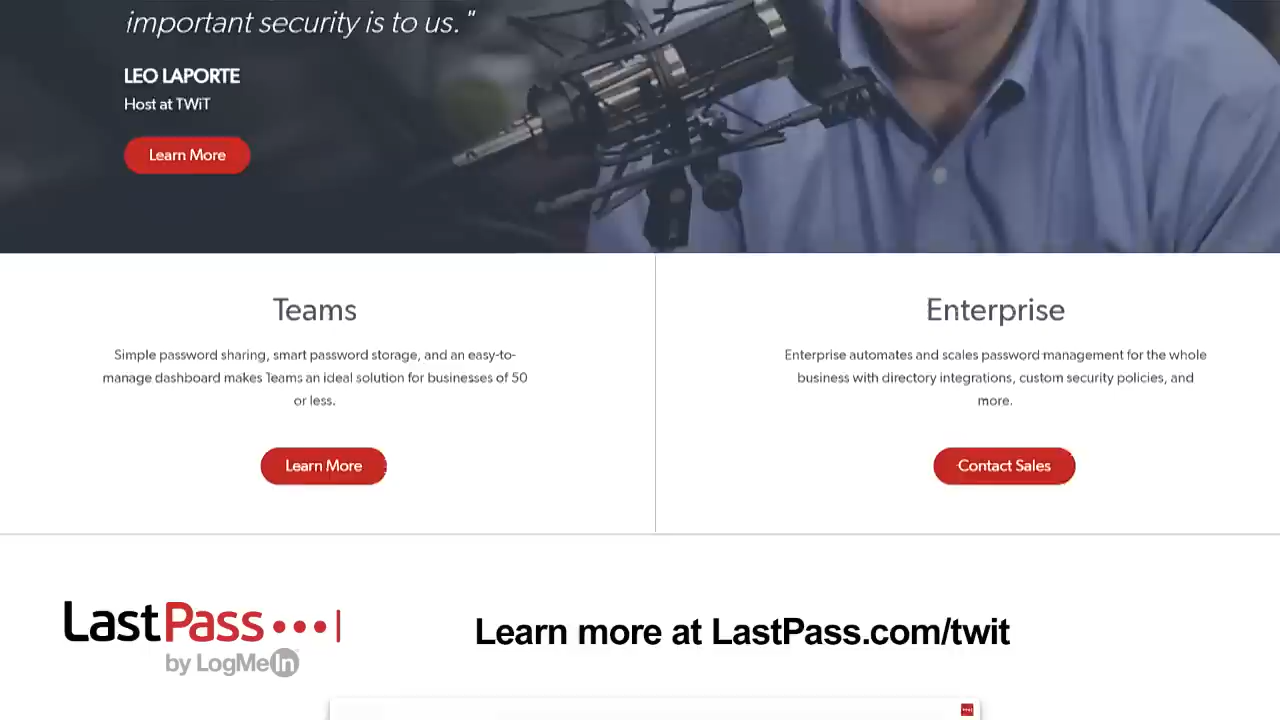 important security is to us."
LEO LAPORTE
Host at TWiT
Learn More
Teams
Simple password sharing, smart password storage, and an easy-to-
manage dashboard makes Teams an ideal solution for businesses of 50
or less.
Learn More
Enterprise
Enterprise automates and scales password management for the whole
business with directory integrations, custom security policies, and
more.
Contact Sales
LastPass
by LogMeIn
Learn more at LastPass.com/twit